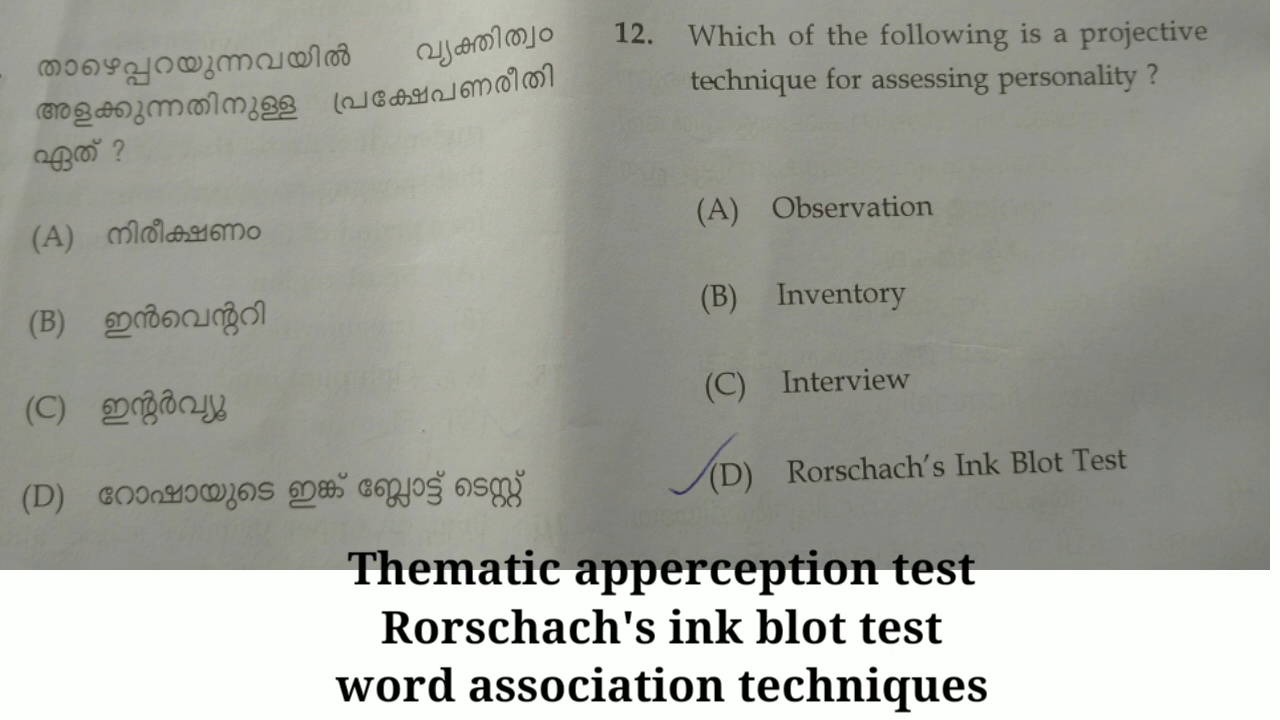 താഴെപ്പറയുന്നവയിൽ വ്യക്തിത്വം
അളക്കുന്നതിനുള്ള പ്രക്ഷേപണരീതി
ഏത് ?
(A) നിരീക്ഷണം
(B) ഇൻവെന്ററി
(C) ഇന്റർവ്യൂ
(D) റോഷായുടെ ഇങ്ക് ബ്ലോട്ട് ടെസ്റ്റ്
12. Which of the following is a projective
technique for assessing personality ?
(A) Observation
(B) Inventory
(C) Interview
(D) Rorschach's Ink Blot Test
Thematic apperception test
Rorschach's ink blot test
word association techniques